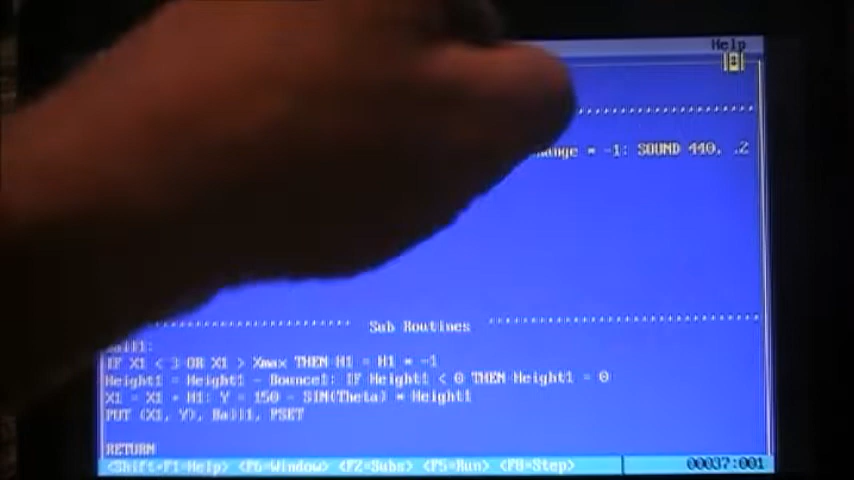 Help
ange = -1: SOUND 440, .2
Sub Routines
Ball1:
IF X1 < 3 OR X1 > Xmax THEN H1 = H1 * -1
Height1 = Height1 - Bounce1: IF Height1 < 0 THEN Height1 = 0
X1 = X1 + H1: Y = 150 - SIN(Theta) * Height1
PUT (X1, Y), Ball1, PSET
RETURN
<Shift+F1=Help> <F6=Window> <F2=Subs> <F5=Run> <F8=Step> 00037:001